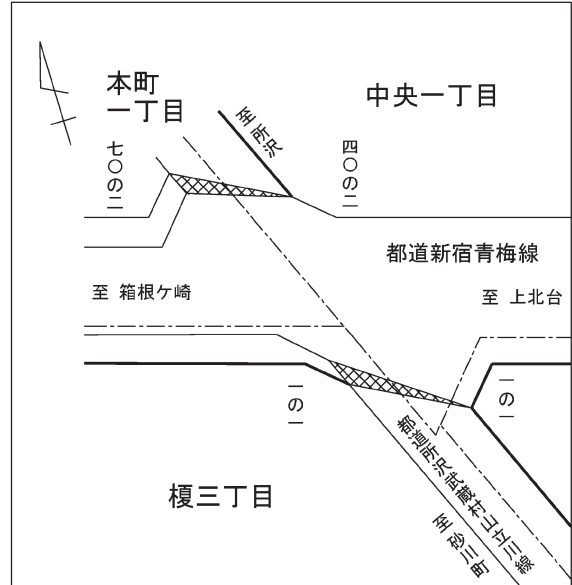 本町
一丁目
中央一丁目
至所沢
七〇の二
四〇の二
都道新宿青梅線
至 箱根ケ崎
至 上北台
一の一
一の一
都道所沢武蔵村山立川線
至砂川町
榎三丁目